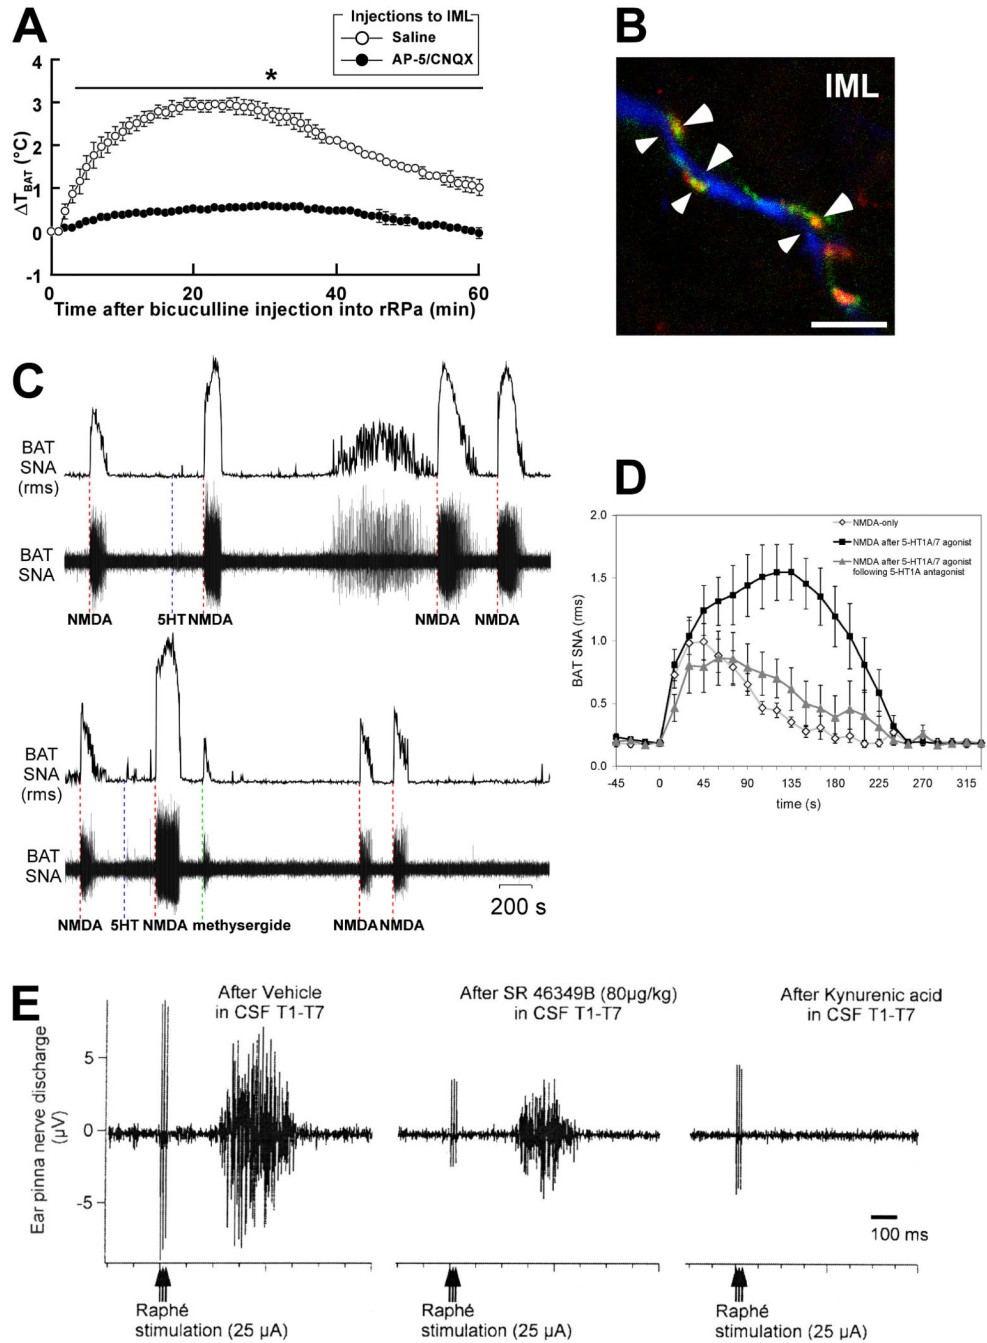 A
Injections to IML
Saline
AP-5/CNQX
*
4
3
2
1
0
-1
ΔT_BAT (°C)
0 20 40 60
Time after bicuculline injection into rRPa (min)
B
IML
C
BAT
SNA
(rms)
BAT
SNA
NMDA 5HT NMDA NMDA NMDA
BAT
SNA
(rms)
BAT
SNA
200 s
NMDA 5HT NMDA methysergide NMDA NMDA
D
NMDA-only
NMDA after 5-HT1A/7 agonist
NMDA after 5-HT1A/7 agonist
following 5-HT1A antagonist
2.0
1.5
1.0
0.5
0.0
BAT SNA (rms)
-45 0 45 90 135 180 225 270 315
time (s)
E
After Vehicle
in CSF T1-T7
After SR 46349B (80μg/kg)
in CSF T1-T7
After Kynurenic acid
in CSF T1-T7
Ear pinna nerve discharge
(μV)
5
0
-5
100 ms
Raphé
stimulation (25 μA)
Raphé
stimulation (25 μA)
Raphé
stimulation (25 μA)